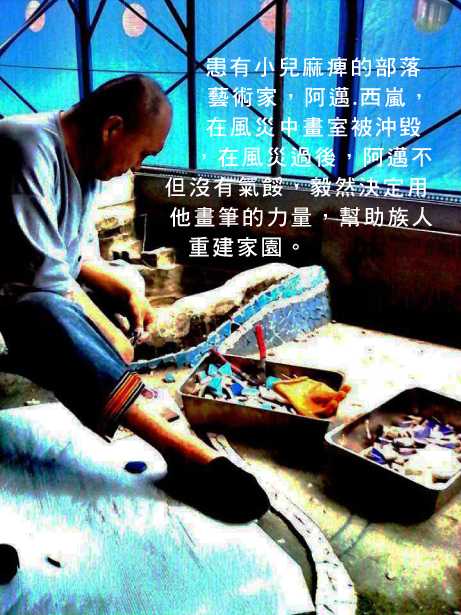 患有小兒麻痺的部落
藝術家，阿邁.西嵐，
在風災中畫室被沖毀
，在風災過後，阿邁不
但沒有氣餒，毅然決定用
他畫筆的力量，幫助族人
重建家園。